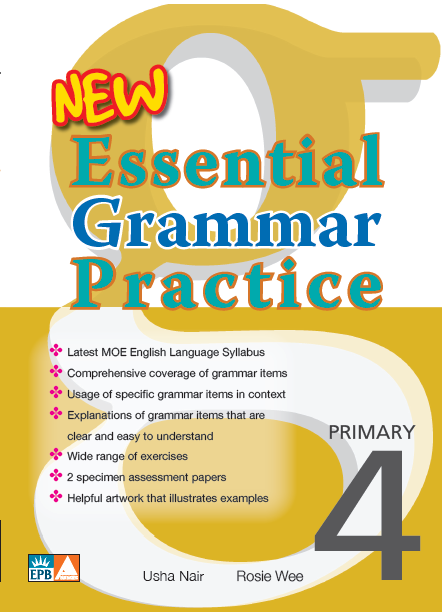 NEW
Essential
Grammar
Practice
❖ Latest MOE English Language Syllabus
❖ Comprehensive coverage of grammar items
❖ Usage of specific grammar items in context
❖ Explanations of grammar items that are
clear and easy to understand
❖ Wide range of exercises
❖ 2 specimen assessment papers
❖ Helpful artwork that illustrates examples
PRIMARY
4
EPB
Usha Nair Rosie Wee